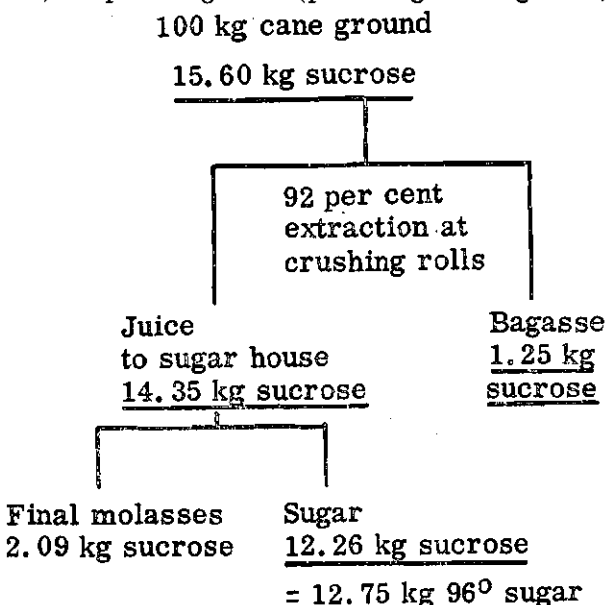 100 kg cane ground
15.60 kg sucrose
92 per cent
extraction at
crushing rolls
Juice
to sugar house
14.35 kg sucrose
Bagasse
1.25 kg
sucrose
Final molasses
2.09 kg sucrose
Sugar
12.26 kg sucrose
= 12.75 kg 96⁰ sugar